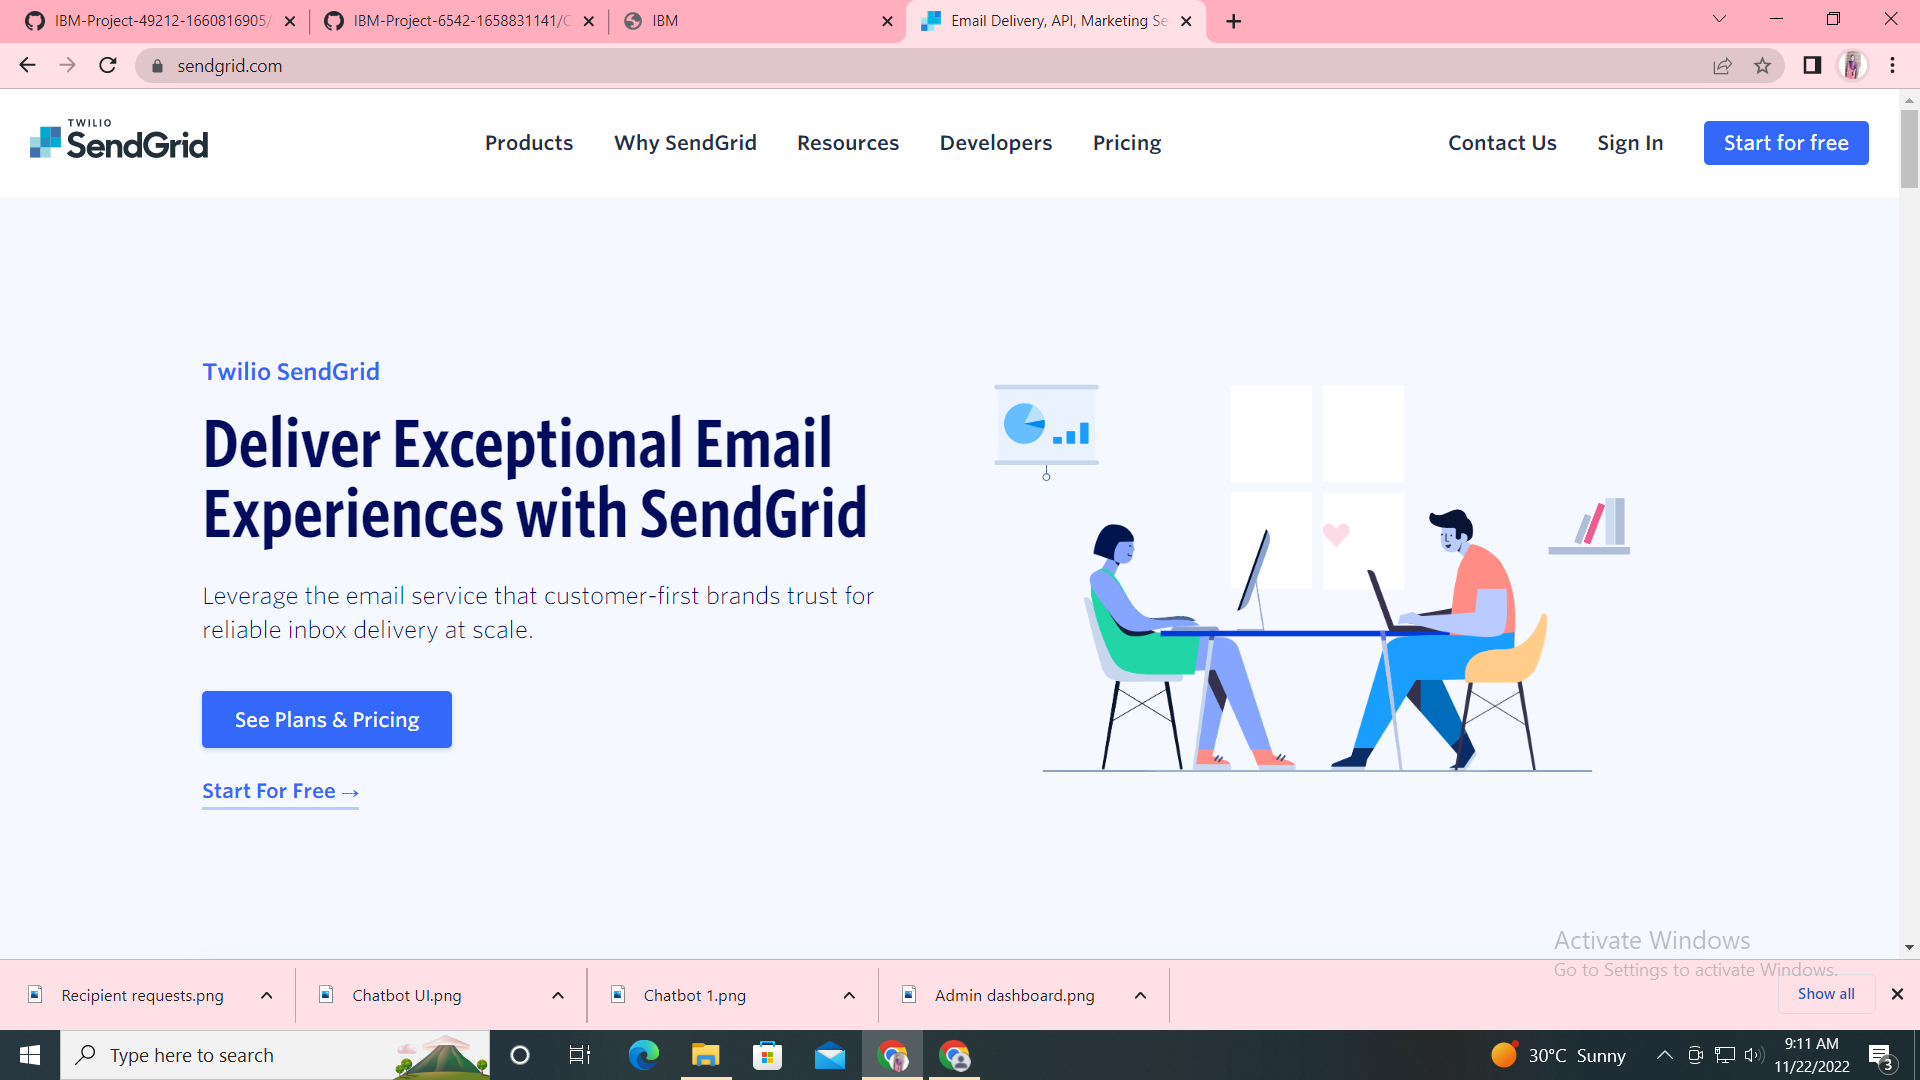 IBM-Project-49212-1660816905/
IBM-Project-6542-1658831141/C
IBM
Email Delivery, API, Marketing Se
sendgrid.com
TWILIO
SendGrid
Products
Why SendGrid
Resources
Developers
Pricing
Contact Us
Sign In
Start for free
Twilio SendGrid
Deliver Exceptional Email
Experiences with SendGrid
Leverage the email service that customer-first brands trust for
reliable inbox delivery at scale.
See Plans & Pricing
Start For Free →
Activate Windows
Go to Settings to activate Windows.
Recipient requests.png
Chatbot UI.png
Chatbot 1.png
Admin dashboard.png
Show all
Type here to search
30°C Sunny
9:11 AM
11/22/2022
3